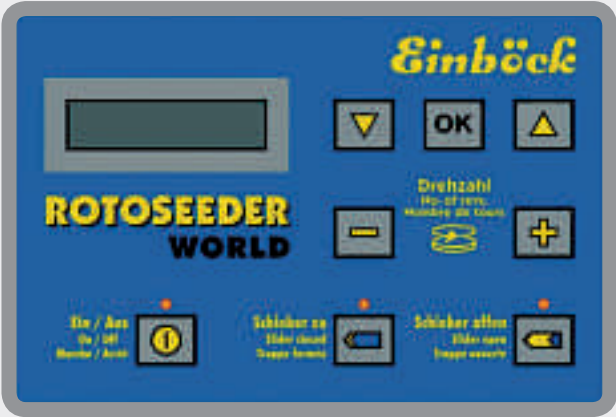 Einböck
OK
ROTOSEEDER
WORLD
Drehzahl
No. of revs.
Nombre de tours
Ein / Aus
On / Off
Marche / Arrêt
Schieber zu
Slider closed
Trappe fermée
Schieber offen
Slider open
Trappe ouverte